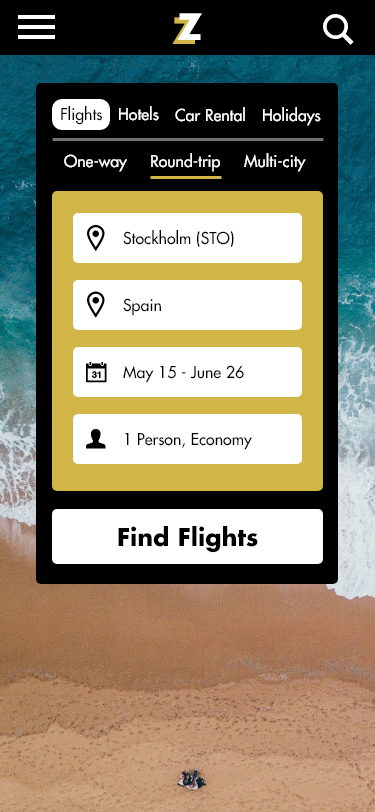 Z
Flights Hotels Car Rental Holidays
One-way Round-trip Multi-city
Stockholm (STO)
Spain
31 May 15 - June 26
1 Person, Economy
Find Flights